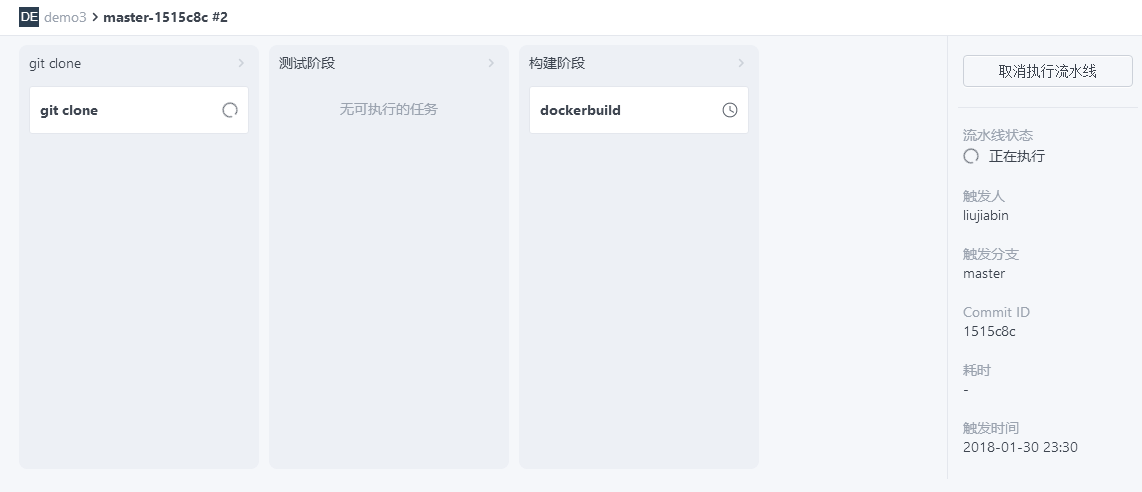 DE demo3 > master-1515c8c #2
git clone
git clone
测试阶段
无可执行的任务
构建阶段
dockerbuild
取消执行流水线
流水线状态
正在执行
触发人
liujiabin
触发分支
master
Commit ID
1515c8c
耗时
-
触发时间
2018-01-30 23:30